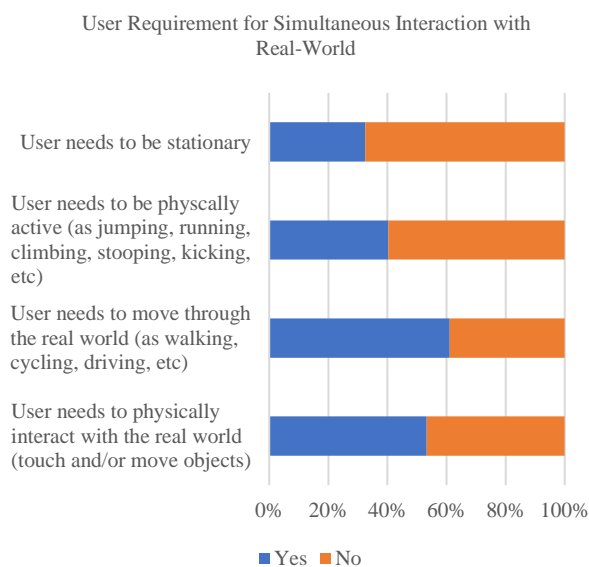 User Requirement for Simultaneous Interaction with
Real-World
User needs to be stationary
User needs to be physcally
active (as jumping, running,
climbing, stooping, kicking,
etc)
User needs to move through
the real world (as walking,
cycling, driving, etc)
User needs to physically
interact with the real world
(touch and/or move objects)
0% 20% 40% 60% 80% 100%
Yes No